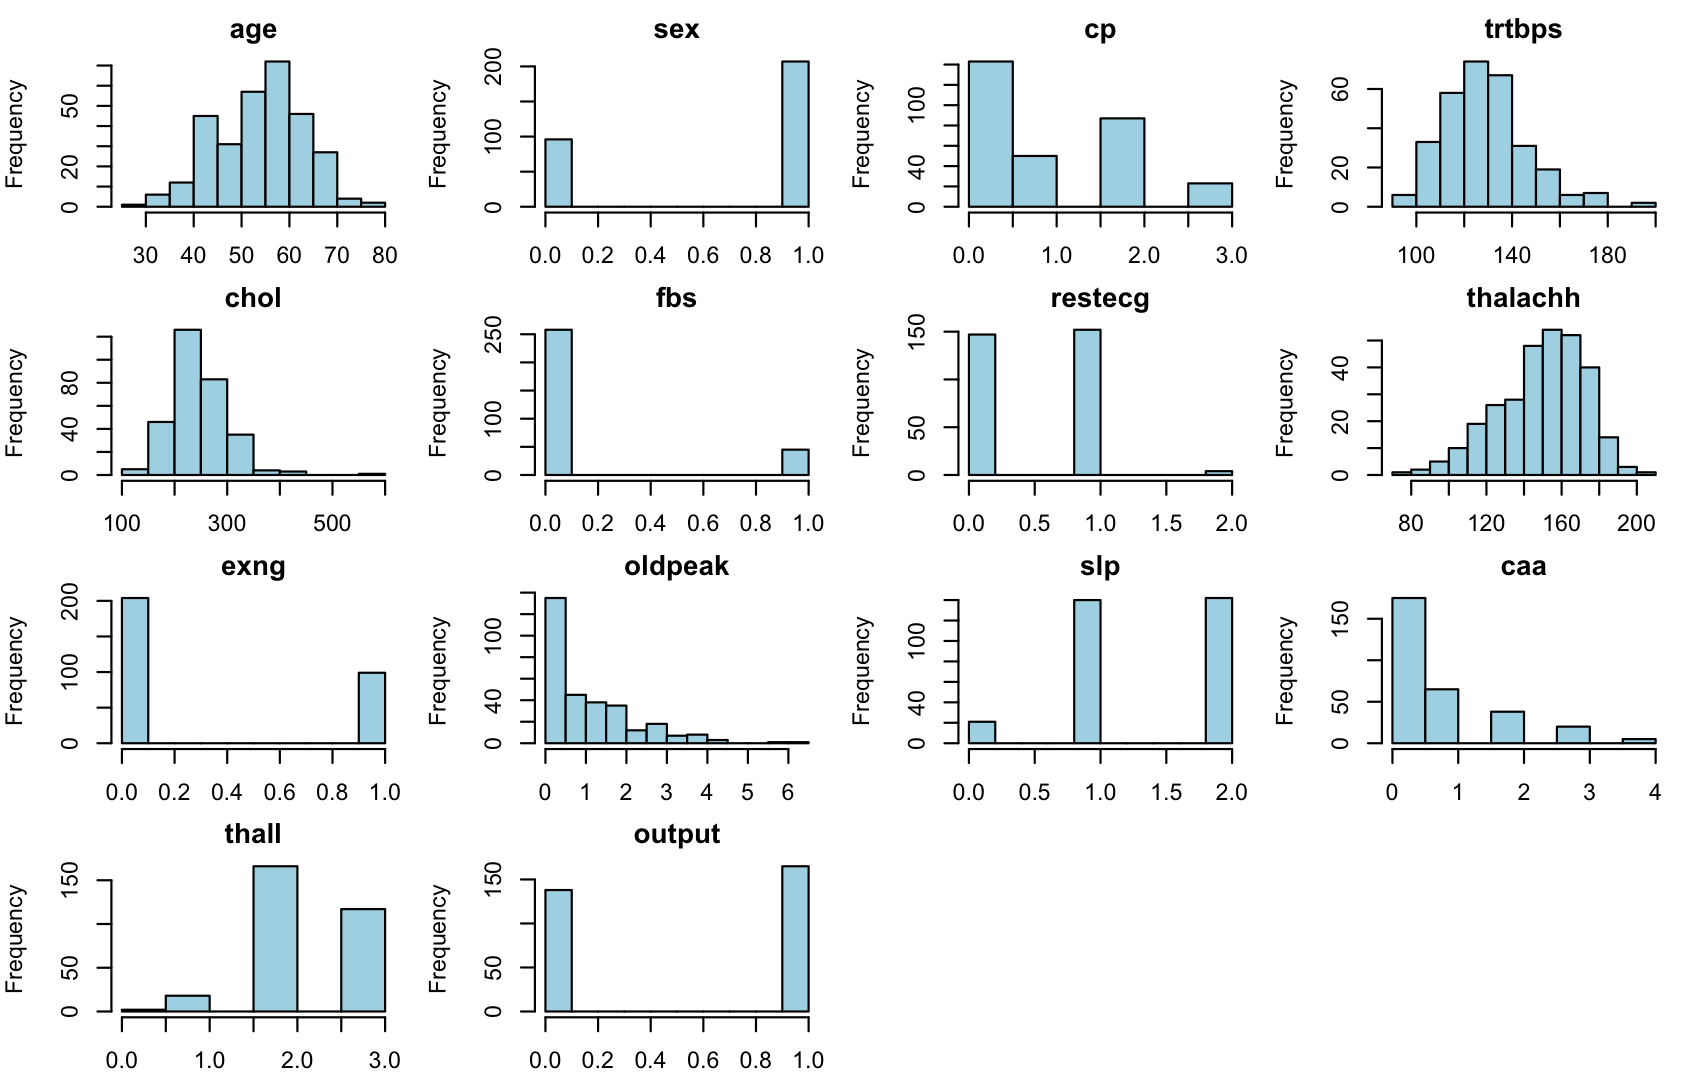 age
Frequency
0 20 50
30 40 50 60 70 80
sex
Frequency
0 100 200
0.0 0.2 0.4 0.6 0.8 1.0
cp
Frequency
0 40 100
0.0 1.0 2.0 3.0
trtbps
Frequency
0 20 60
100 140 180
chol
Frequency
0 40 80
100 300 500
fbs
Frequency
0 100 250
0.0 0.2 0.4 0.6 0.8 1.0
restecg
Frequency
0 50 150
0.0 0.5 1.0 1.5 2.0
thalachh
Frequency
0 20 40
80 120 160 200
exng
Frequency
0 100 200
0.0 0.2 0.4 0.6 0.8 1.0
oldpeak
Frequency
0 40 100
0 1 2 3 4 5 6
slp
Frequency
0 40 100
0.0 0.5 1.0 1.5 2.0
caa
Frequency
0 50 150
0 1 2 3 4
thall
Frequency
0 50 150
0.0 1.0 2.0 3.0
output
Frequency
0 50 150
0.0 0.2 0.4 0.6 0.8 1.0